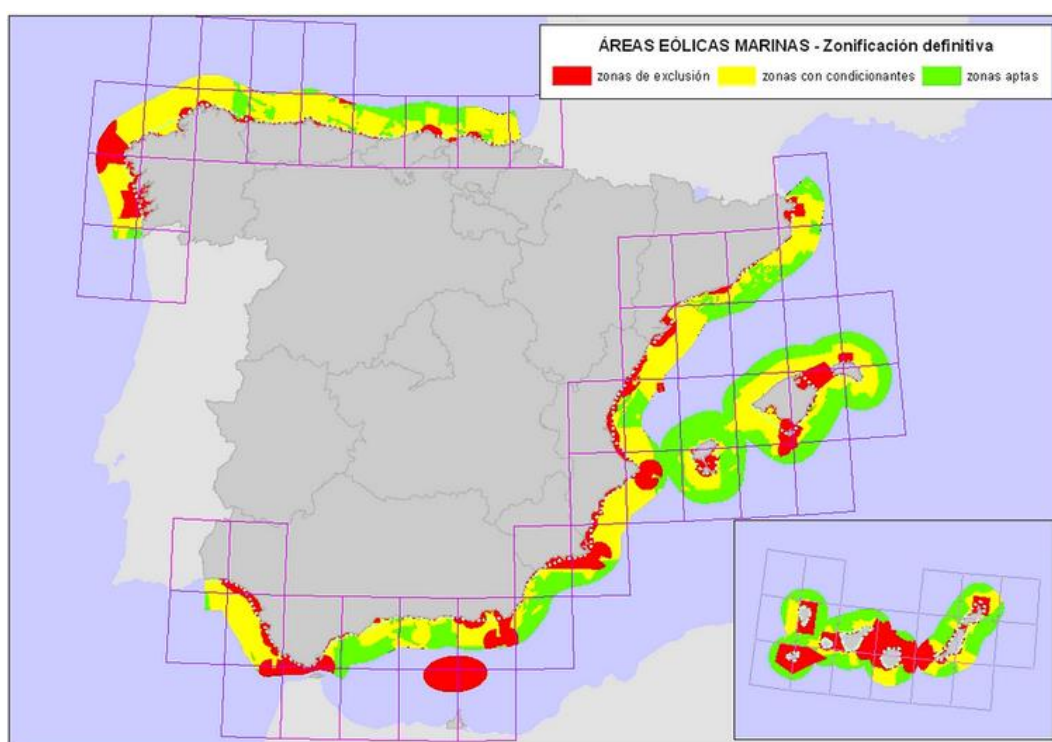 ÁREAS EÓLICAS MARINAS - Zonificación definitiva
zonas de exclusión zonas con condicionantes zonas aptas